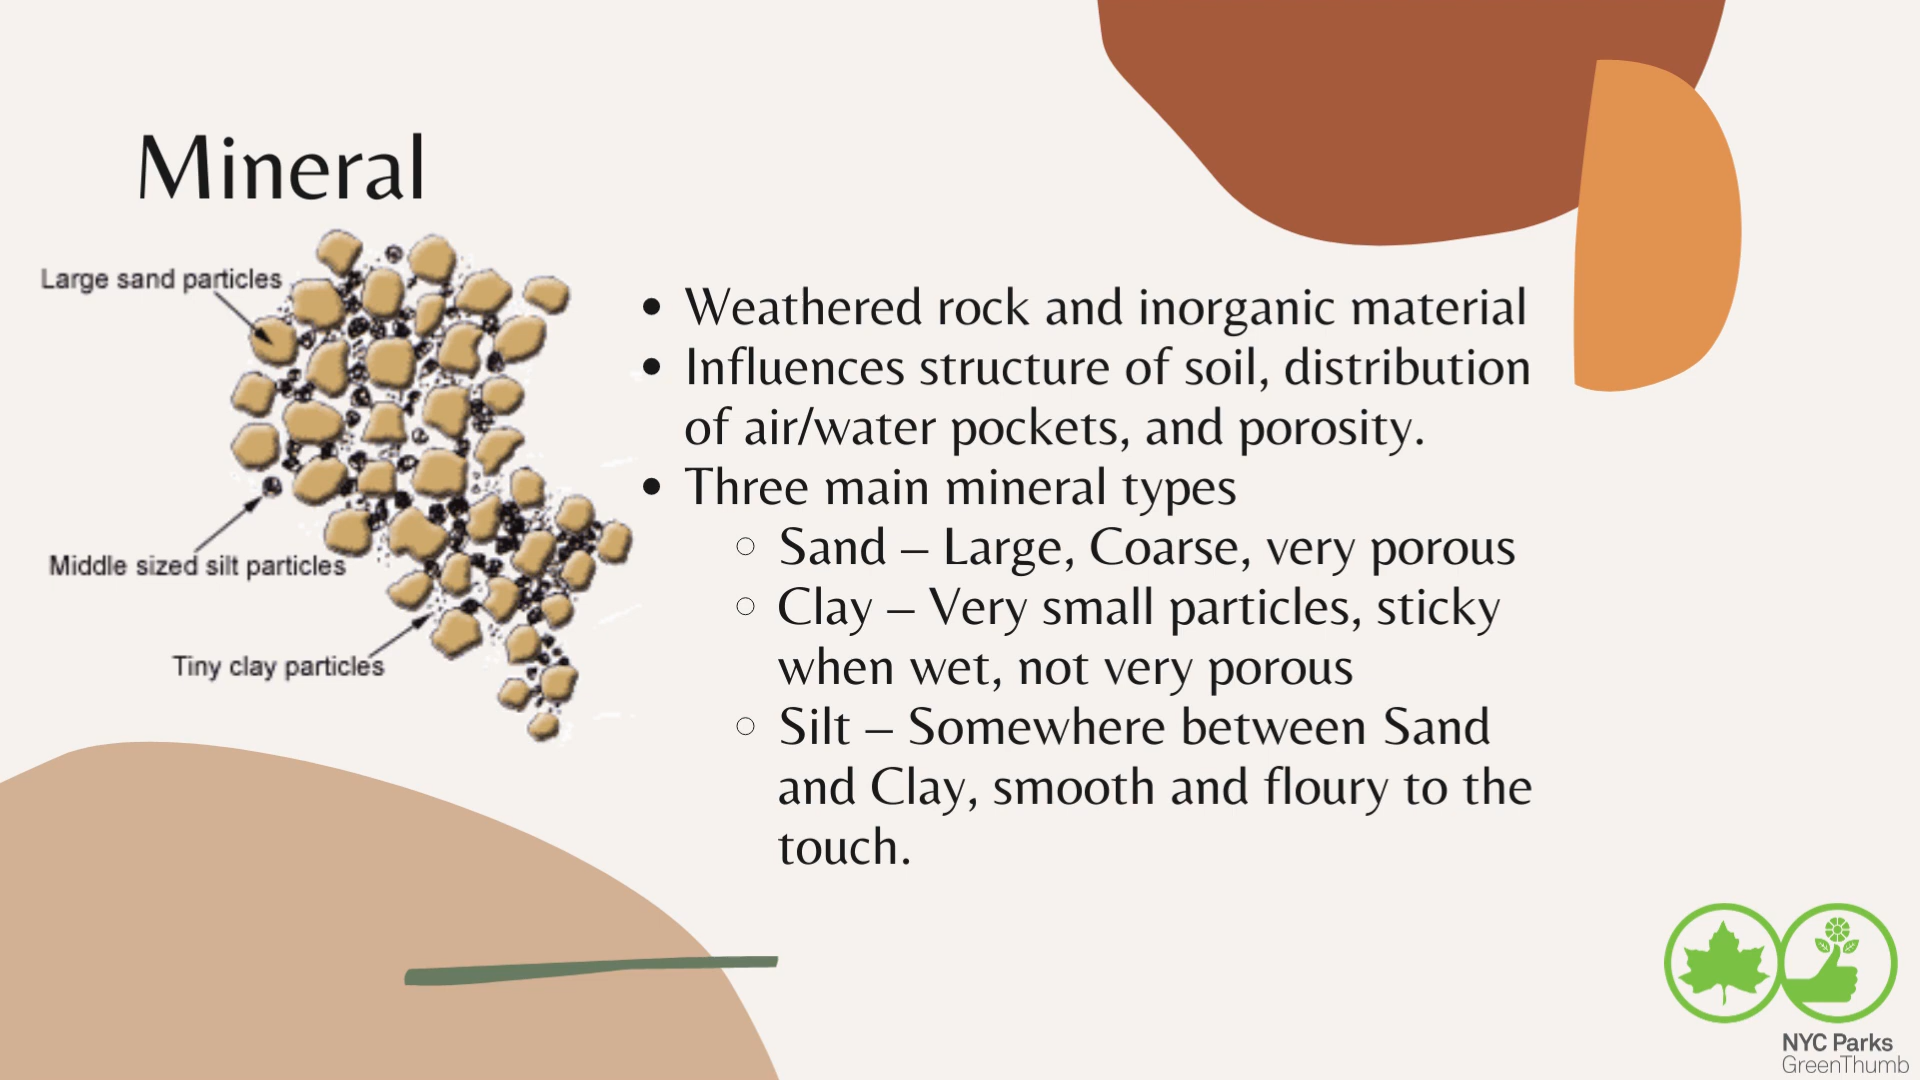 Mineral
Large sand particles
Middle sized silt particles
Tiny clay particles
• Weathered rock and inorganic material
• Influences structure of soil, distribution
of air/water pockets, and porosity.
• Three main mineral types
○ Sand – Large, Coarse, very porous
○ Clay – Very small particles, sticky
when wet, not very porous
○ Silt – Somewhere between Sand
and Clay, smooth and floury to the
touch.
NYC Parks
GreenThumb